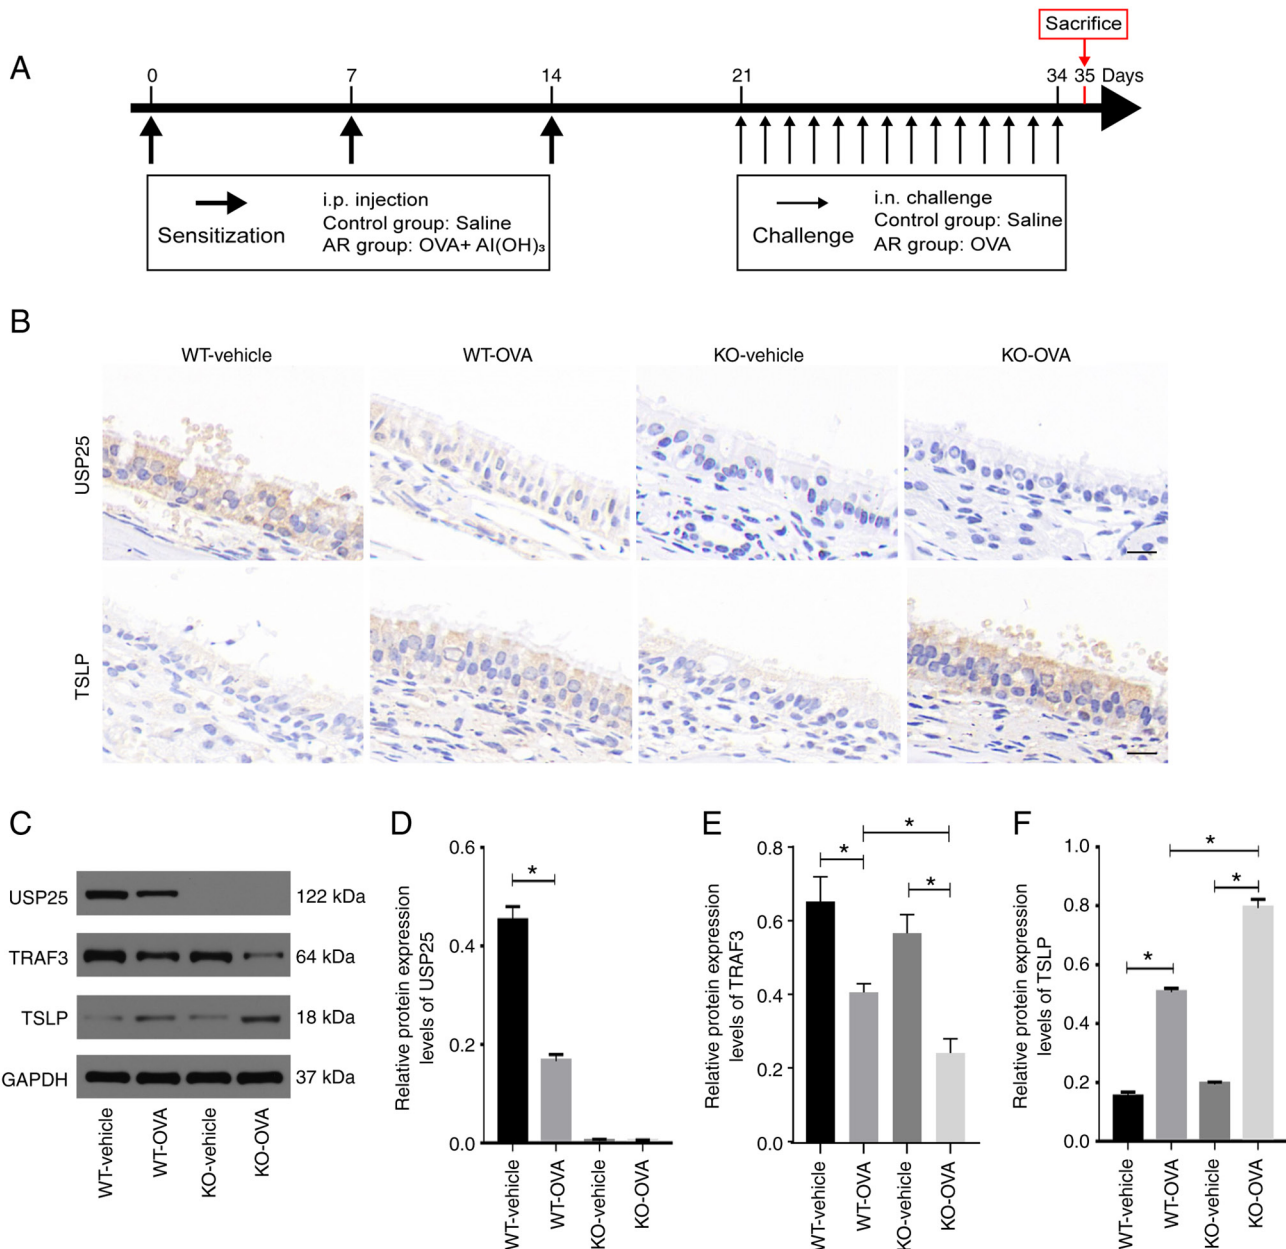 Sacrifice
A
0 7 14 21 34 35 Days
i.p. injection
Control group: Saline
Sensitization
AR group: OVA+ Al(OH)₃
i.n. challenge
Control group: Saline
Challenge
AR group: OVA
B
WT-vehicle WT-OVA KO-vehicle KO-OVA
USP25
TSLP
C
USP25 122 kDa
TRAF3 64 kDa
TSLP 18 kDa
GAPDH 37 kDa
WT-vehicle
WT-OVA
KO-vehicle
KO-OVA
D
Relative protein expression
levels of USP25
0.6
0.4
0.2
0.0
*
WT-vehicle
WT-OVA
KO-vehicle
KO-OVA
E
Relative protein expression
levels of TRAF3
0.8
0.6
0.4
0.2
0.0
*
*
*
WT-vehicle
WT-OVA
KO-vehicle
KO-OVA
F
Relative protein expression
levels of TSLP
1.0
0.8
0.6
0.4
0.2
0.0
*
*
*
WT-vehicle
WT-OVA
KO-vehicle
KO-OVA